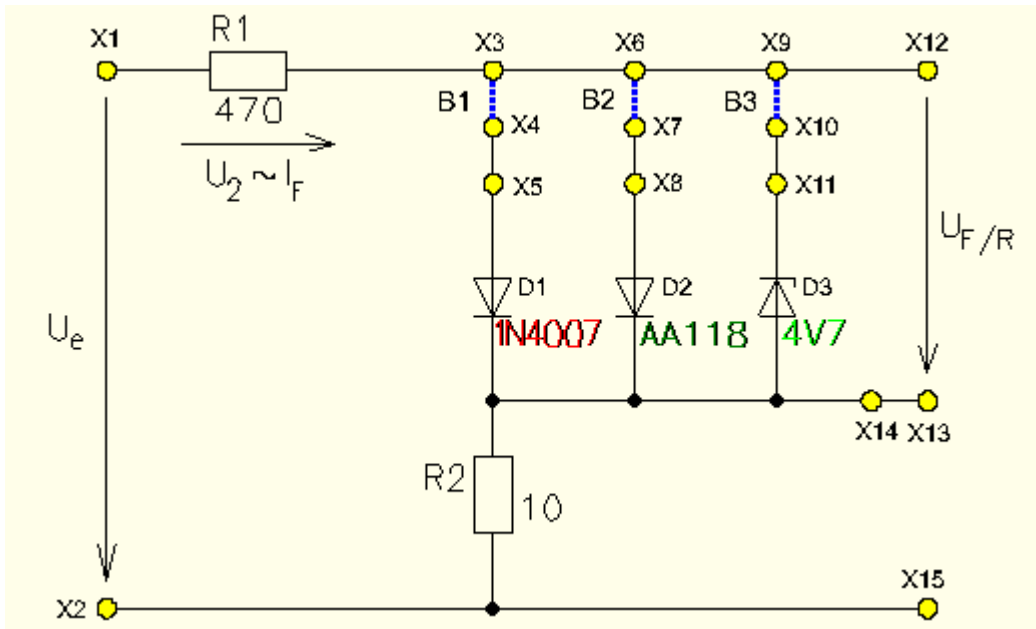 X1
R1
470
X3
X6
X9
X12
B1
B2
B3
X4
X7
X10
U2 ~ IF
X5
X8
X11
UF/R
D1
D2
D3
1N4007
AA118
4V7
Ue
X14
X13
R2
10
X2
X15